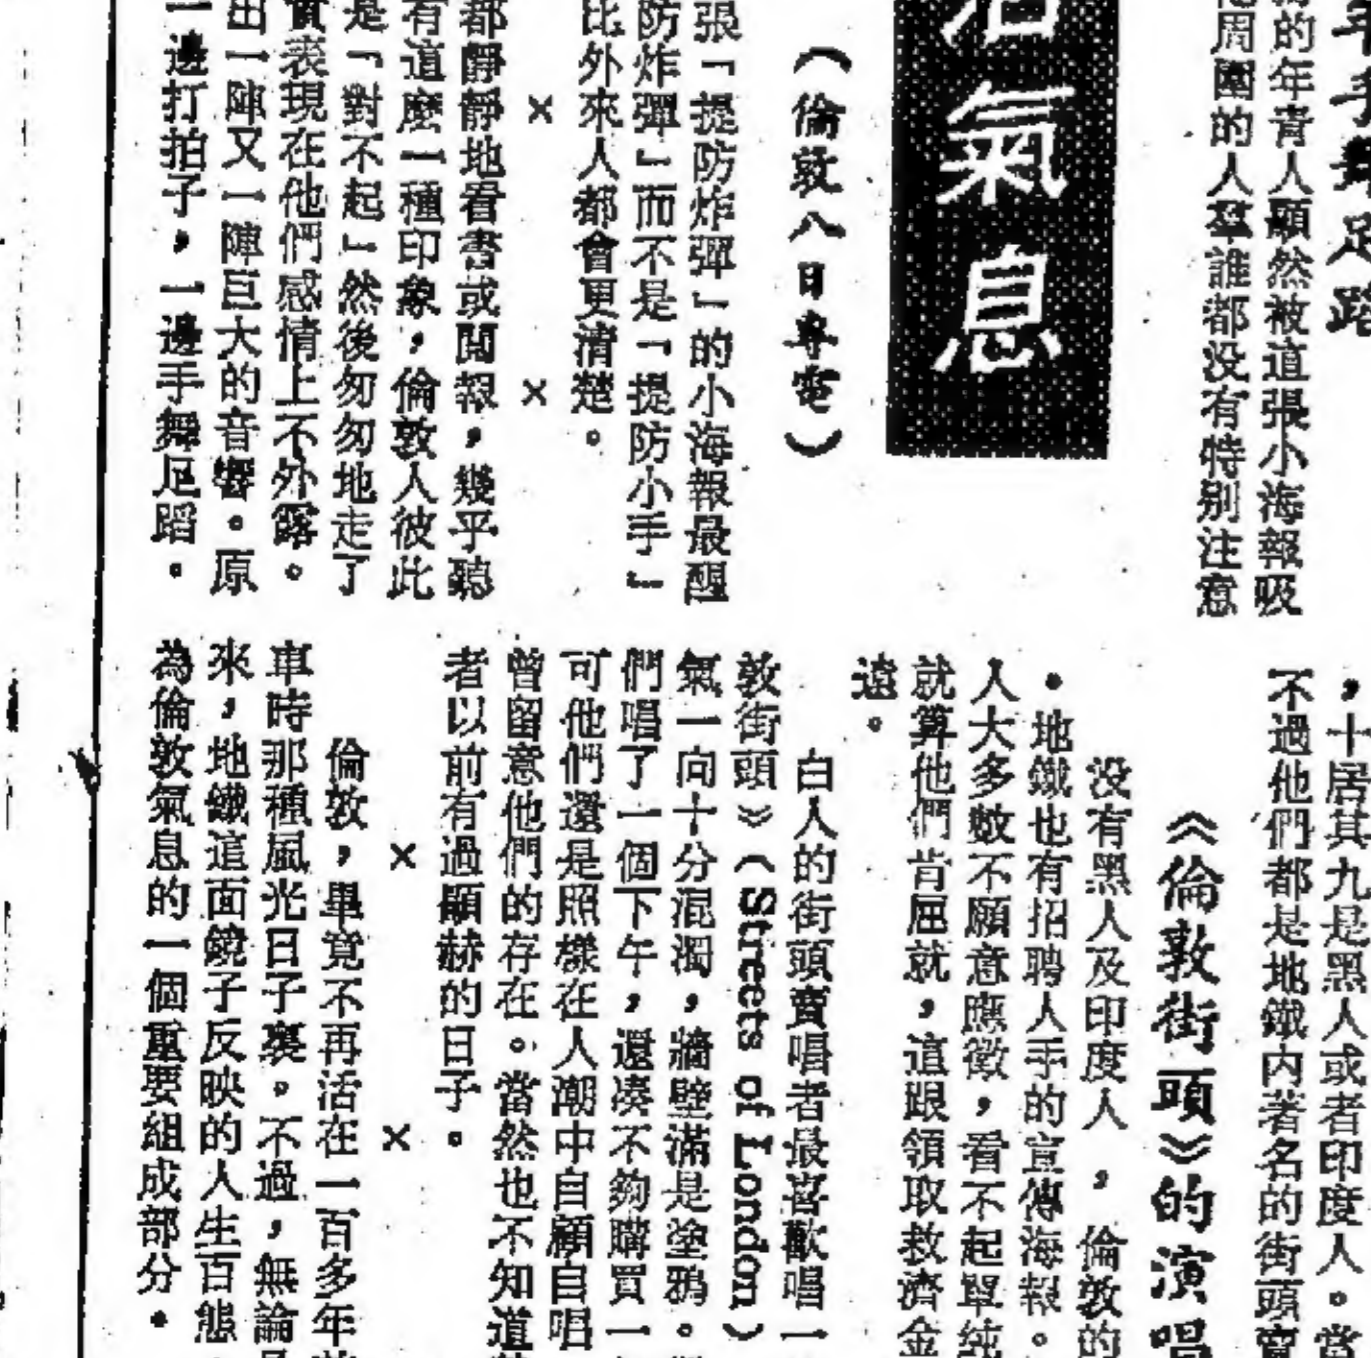 手舞足蹈
的年青人顯然被道張小海報吸
周圍的人羣誰都没有特别注意
氣息
（倫敦八日專電）
張「提防炸彈」的小海報最醒
防炸彈」而不是「提防小手」
比外來人都會更清楚。
× ×
都靜靜地看書或閲報，幾乎聽
有這麼一種印象，倫敦人彼此
是「對不起」然後匆匆地走了
實表現在他們感情上不外露。
出一陣又一陣巨大的音響。原
一邊打拍子，一邊手舞足蹈。
，十居其九是黑人或者印度人。當
不過他們都是地鐵内著名的街頭賣
《倫敦街頭》的演唱
没有黑人及印度人，倫敦的
。地鐵也有招聘人手的宣傳海報。
人大多數不願意應徵，看不起單純
就算他們肯屈就，這跟領取救濟金
遠。
白人的街頭賣唱者最喜歡唱一
敦街頭》（Streets of London）
氣一向十分混濁，牆壁滿是塗鴉。
們唱了一個下午，還湊不夠購買一
可他們還是照樣在人潮中自顧自唱
曾留意他們的存在。當然也不知道
者以前有過顯赫的日子。
× ×
倫敦，畢竟不再活在一百多年
車時那種風光日子裏。不過，無論
來，地鐵這面鏡子反映的人生百態
為倫敦氣息的一個重要組成部分。